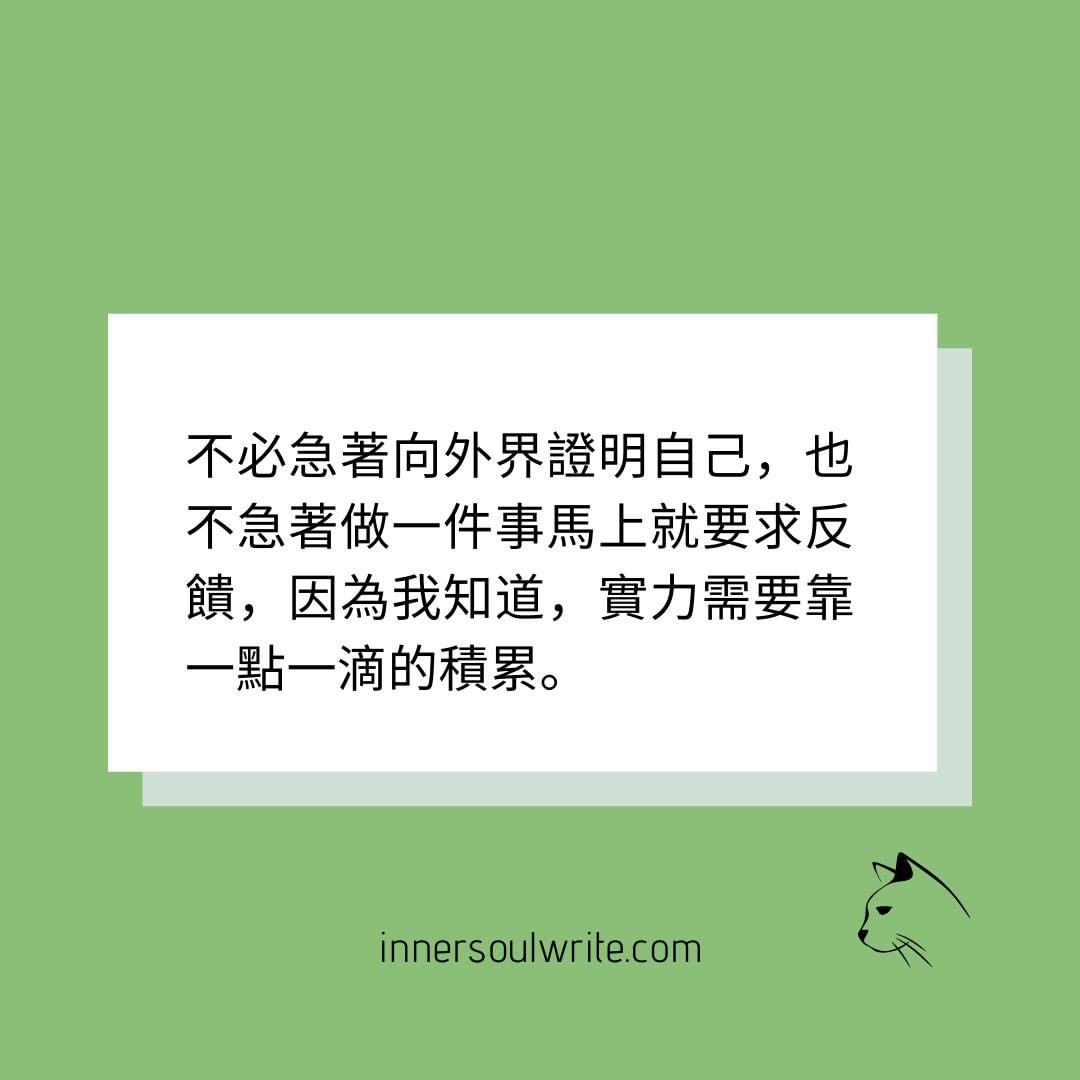 不必急著向外界證明自己，也
不急著做一件事馬上就要求反
饋，因為我知道，實力需要靠
一點一滴的積累。
innersoulwrite.com